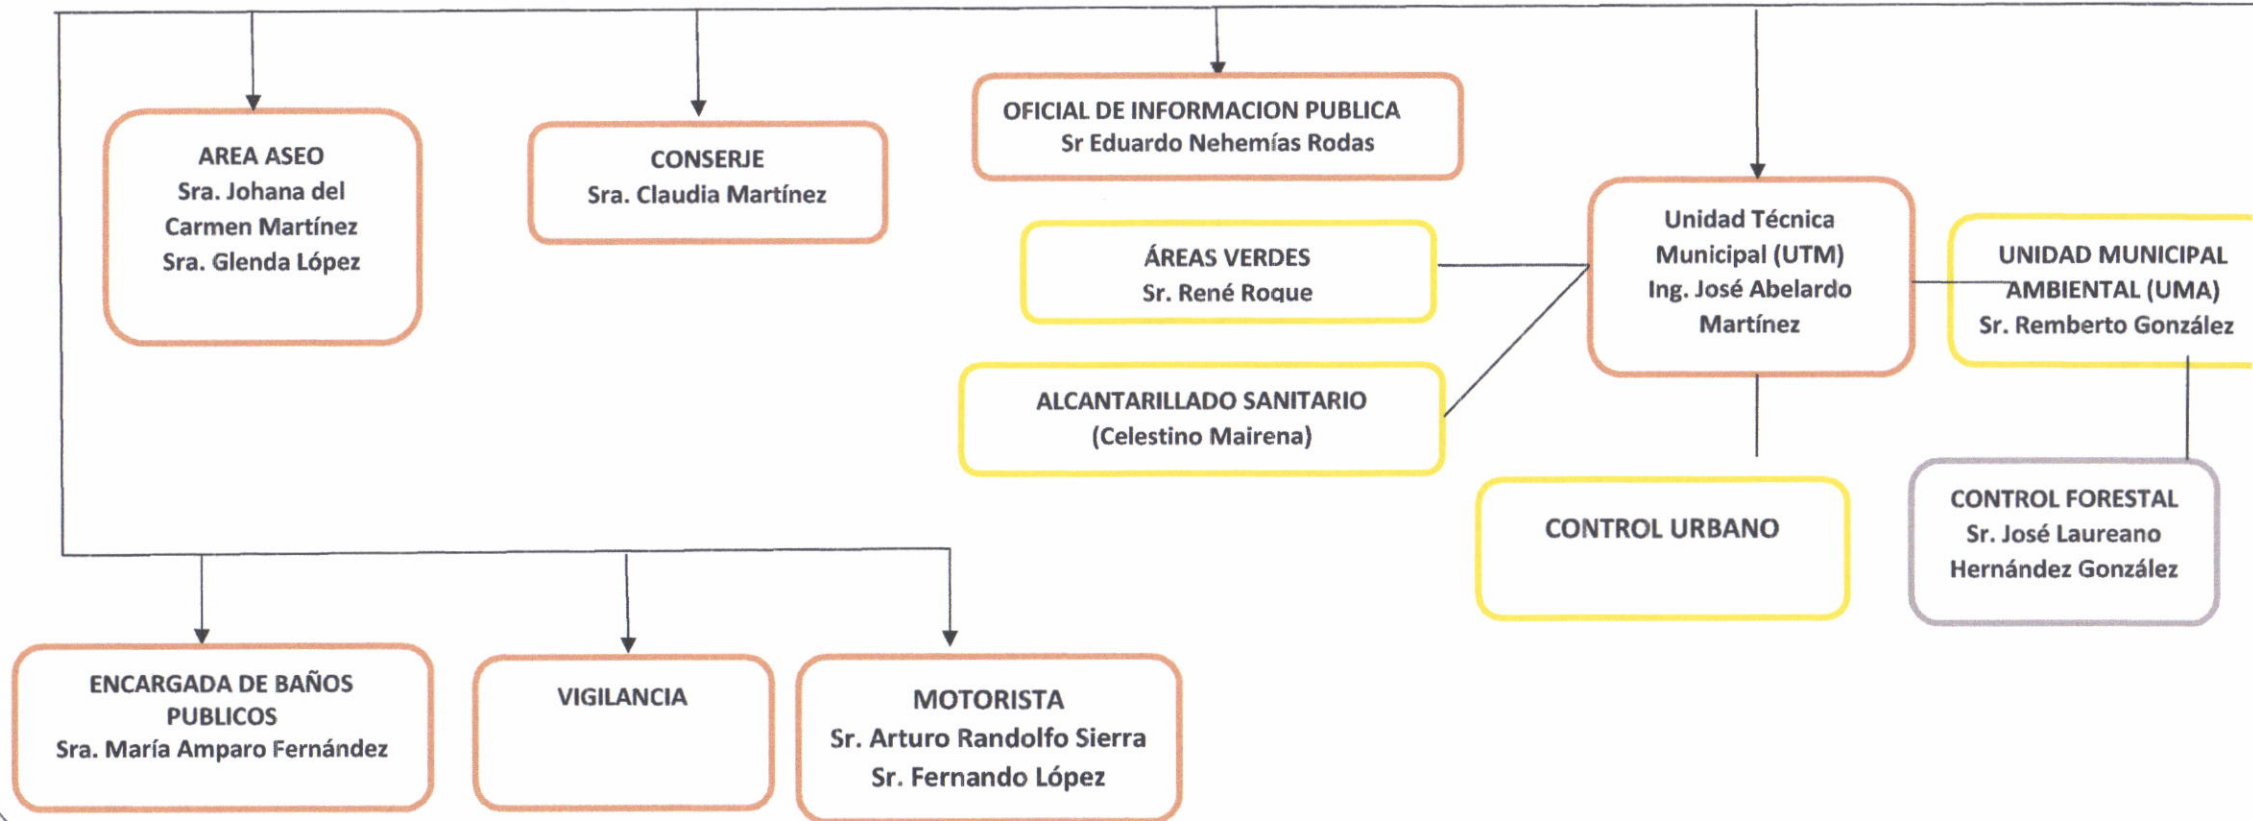 AREA ASEO
Sra. Johana del
Carmen Martínez
Sra. Glenda López
CONSERJE
Sra. Claudia Martínez
OFICIAL DE INFORMACION PUBLICA
Sr Eduardo Nehemías Rodas
ÁREAS VERDES
Sr. René Roque
ALCANTARILLADO SANITARIO
(Celestino Mairena)
Unidad Técnica
Municipal (UTM)
Ing. José Abelardo
Martínez
UNIDAD MUNICIPAL
AMBIENTAL (UMA)
Sr. Remberto González
CONTROL URBANO
CONTROL FORESTAL
Sr. José Laureano
Hernández González
ENCARGADA DE BAÑOS
PUBLICOS
Sra. María Amparo Fernández
VIGILANCIA
MOTORISTA
Sr. Arturo Randolfo Sierra
Sr. Fernando López